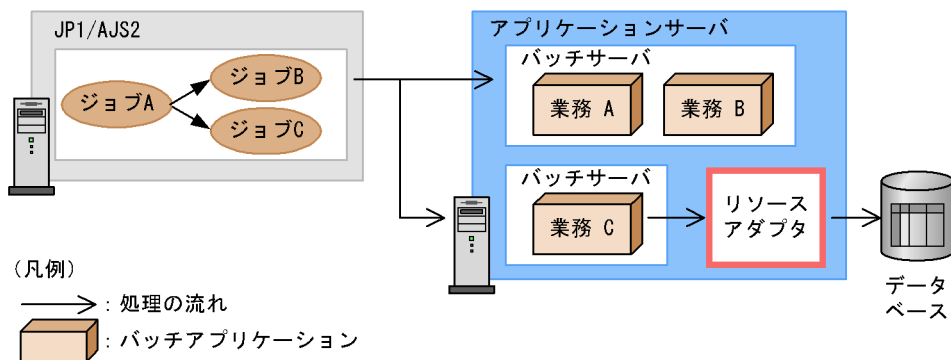 JP1/AJS2
ジョブA
ジョブB
ジョブC
アプリケーションサーバ
バッチサーバ
業務 A
業務 B
バッチサーバ
業務 C
リソース
アダプタ
データ
ベース
(凡例)
:処理の流れ
:バッチアプリケーション